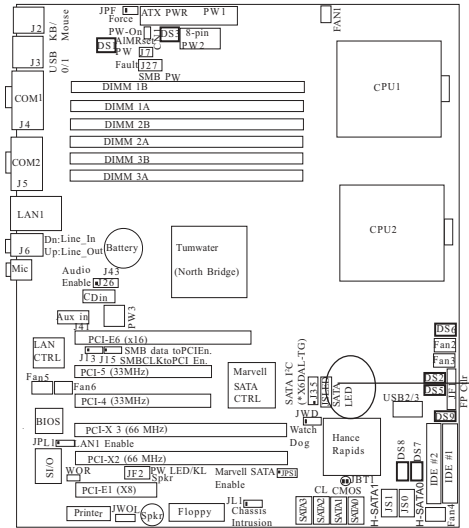 J2
KB/
Mouse
J3
USB
0/1
COM1
J4
COM2
J5
LAN1
J6
Mic
Dn:Line_In
Up:Line_Out
JPF
Force
PW-On
ATX PWR PW1
DS3
8-pin
PW2
AlMRset
PW J7
Fault J27
SMB PW
FAN1
DIMM 1B
DIMM 1A
DIMM 2B
DIMM 2A
DIMM 3B
DIMM 3A
CPU1
CPU2
Battery
Tumwater
(North Bridge)
Audio
J43
Enable J26
CDin
Aux in
PW3
PCI-E6 (x16)
SMB data toPCIEn.
J13 J15 SMBCLKtoPCI En.
LAN
CTRL
PCI-5 (33MHz)
Fan5
Fan6
PCI-4 (33MHz)
Marvell
SATA
CTRL
SATA I²C
(*X6DAL-TG)
J35
SATA
LED
DS6
Fan2
Fan3
DS2
DS5
JF1
FP Ctlr
USB2/3
DS9
BIOS
PCI-X 3 (66 MHz)
JWD
Watch
Dog
Hance
Rapids
JPL1
LAN1 Enable
SI/O
PCI-X2 (66 MHz)
WOR
JF2
PW LED/KL
Spkr
Marvell SATA
JPS1
Enable
JBT1
CL CMOS
DS8
DS7
IDE #2
IDE #1
PCI-E1 (X8)
Printer
JWOL
Spkr
Floppy
JL1
Chassis
Intrusion
SATA3
SATA2
SATA1
SATA0
H-SATA1
JS1
JS0
H-SATA0
Fan4